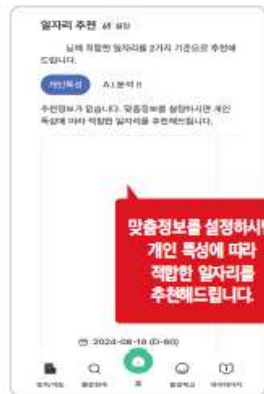 일자리 추천
님께 적합한 일자리를 2가지 기준으로 추천해
드립니다.
개인특성 A.I.분석
추천정보가 없습니다. 맞춤정보를 설정하시면 개인
특성에 따라 적합한 일자리를 추천해드립니다.
맞춤정보를 설정하시면
개인 특성에 따라
적합한 일자리를
추천해드립니다.
2024-08-18 (D-60)
홈